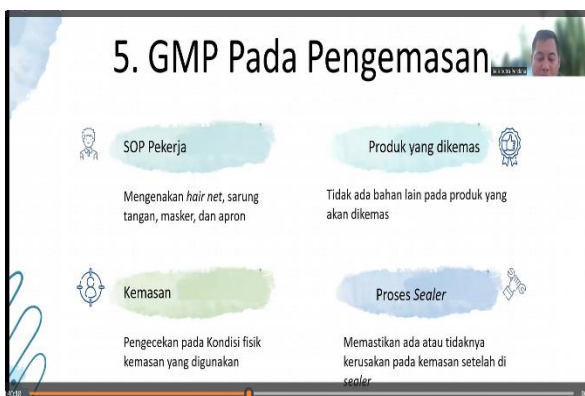 5. GMP Pada Pengemasan
SOP Pekerja
Mengenakan hair net, sarung
tangan, masker, dan apron
Produk yang dikemas
Tidak ada bahan lain pada produk yang
akan dikemas
Kemasan
Pengecekan pada Kondisi fisik
kemasan yang digunakan
Proses Sealer
Memastikan ada atau tidaknya
kerusakan pada kemasan setelah di
sealer